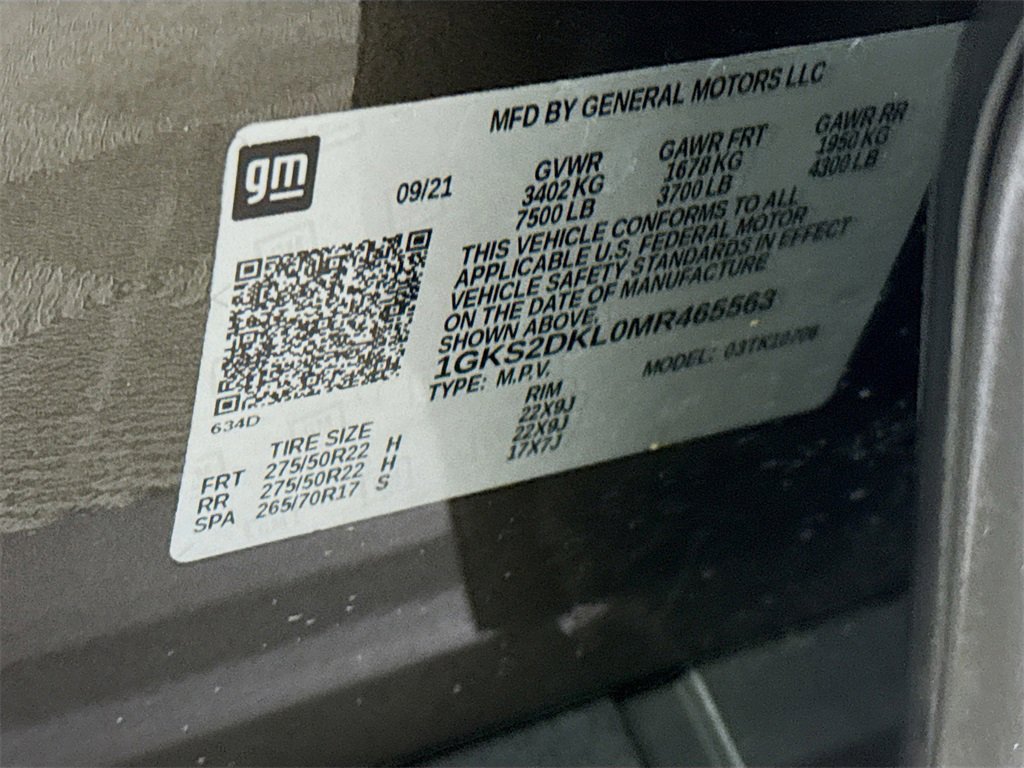 MFD BY GENERAL MOTORS LLC
gm
09/21
GVWR GAWR FRT GAWR RR
3402 KG 1678 KG 1950 KG
7500 LB 3700 LB 4300 LB
THIS VEHICLE CONFORMS TO ALL
APPLICABLE U.S. FEDERAL MOTOR
VEHICLE SAFETY STANDARDS IN EFFECT
ON THE DATE OF MANUFACTURE
SHOWN ABOVE.
1GKS2DKL0MR465563
TYPE: M.P.V. MODEL: 03TK10706
634D
TIRE SIZE RIM
FRT 275/50R22 H 22X9J
RR 275/50R22 H 22X9J
SPA 265/70R17 S 17X7J